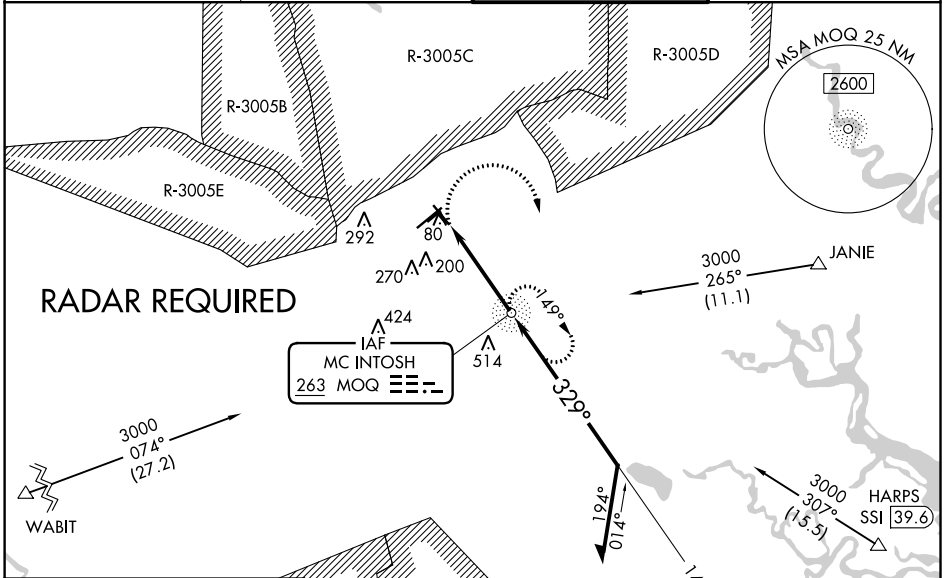 R-3005C
R-3005D
R-3005B
R-3005E
MSA MOQ 25 NM
2600
292
80
270
200
RADAR REQUIRED
424
514
149°
3000
265°
(11.1)
JANIE
IAF
MC INTOSH
263 MOQ
329°
3000
074°
(27.2)
WABIT
194°
014°
3000
307°
(15.5)
HARPS
SSI 39.6